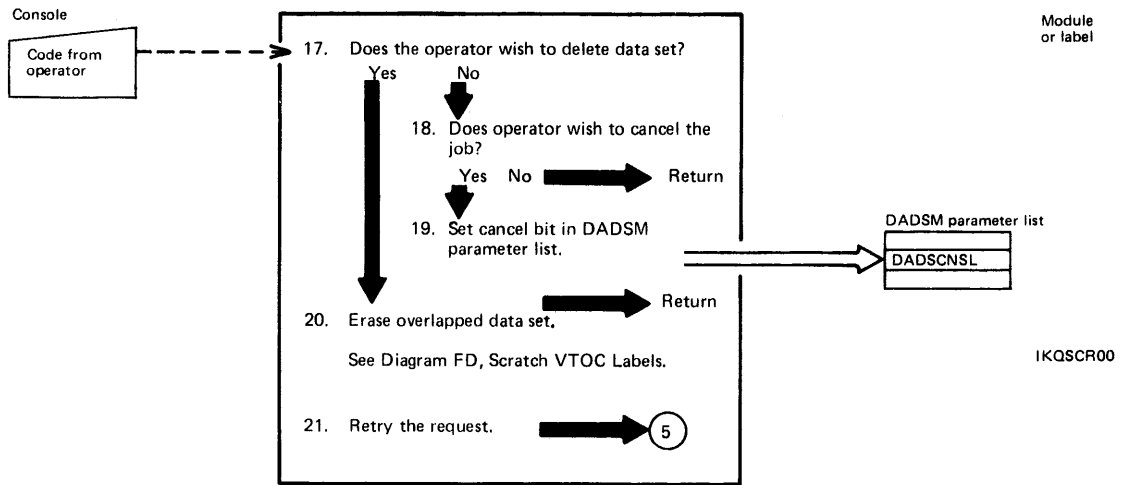 Console
Module
or label
Code from
operator
17. Does the operator wish to delete data set?
Yes No
18. Does operator wish to cancel the
job?
Yes No Return
19. Set cancel bit in DADSM
parameter list.
DADSM parameter list
DADSCNSL
Return
20. Erase overlapped data set.
See Diagram FD, Scratch VTOC Labels.
IKQSCR00
21. Retry the request. 5